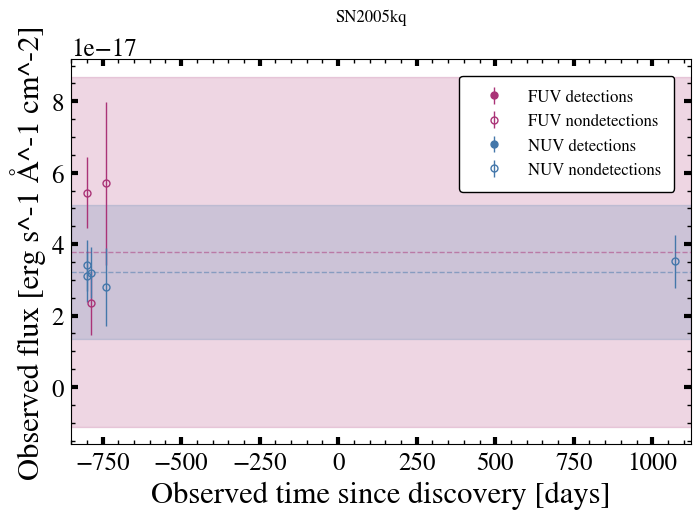 SN2005kq
1e−17
Observed flux [erg s^-1 Å^-1 cm^-2]
8
6
4
2
0
FUV detections
FUV nondetections
NUV detections
NUV nondetections
−750 −500 −250 0 250 500 750 1000
Observed time since discovery [days]